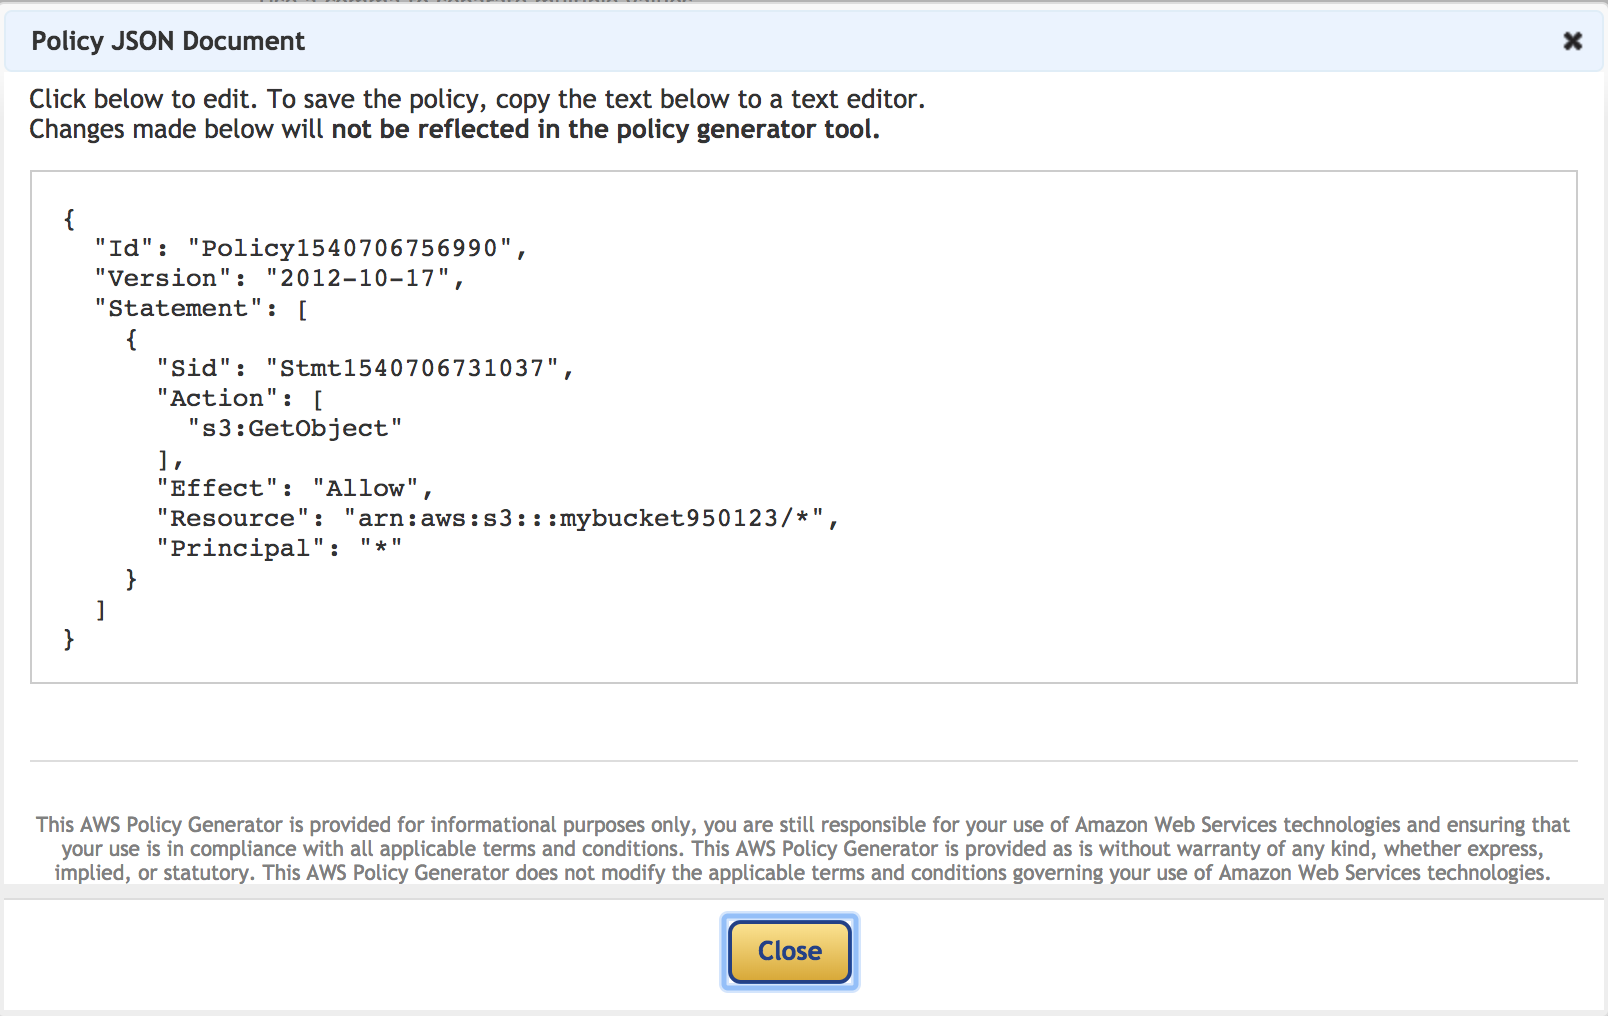 Use a comma to separate multiple values.
Policy JSON Document
Click below to edit. To save the policy, copy the text below to a text editor.
Changes made below will not be reflected in the policy generator tool.
{
  "Id": "Policy1540706756990",
  "Version": "2012-10-17",
  "Statement": [
    {
      "Sid": "Stmt1540706731037",
      "Action": [
        "s3:GetObject"
      ],
      "Effect": "Allow",
      "Resource": "arn:aws:s3:::mybucket950123/*",
      "Principal": "*"
    }
  ]
}
This AWS Policy Generator is provided for informational purposes only, you are still responsible for your use of Amazon Web Services technologies and ensuring that
your use is in compliance with all applicable terms and conditions. This AWS Policy Generator is provided as is without warranty of any kind, whether express,
implied, or statutory. This AWS Policy Generator does not modify the applicable terms and conditions governing your use of Amazon Web Services technologies.
Close